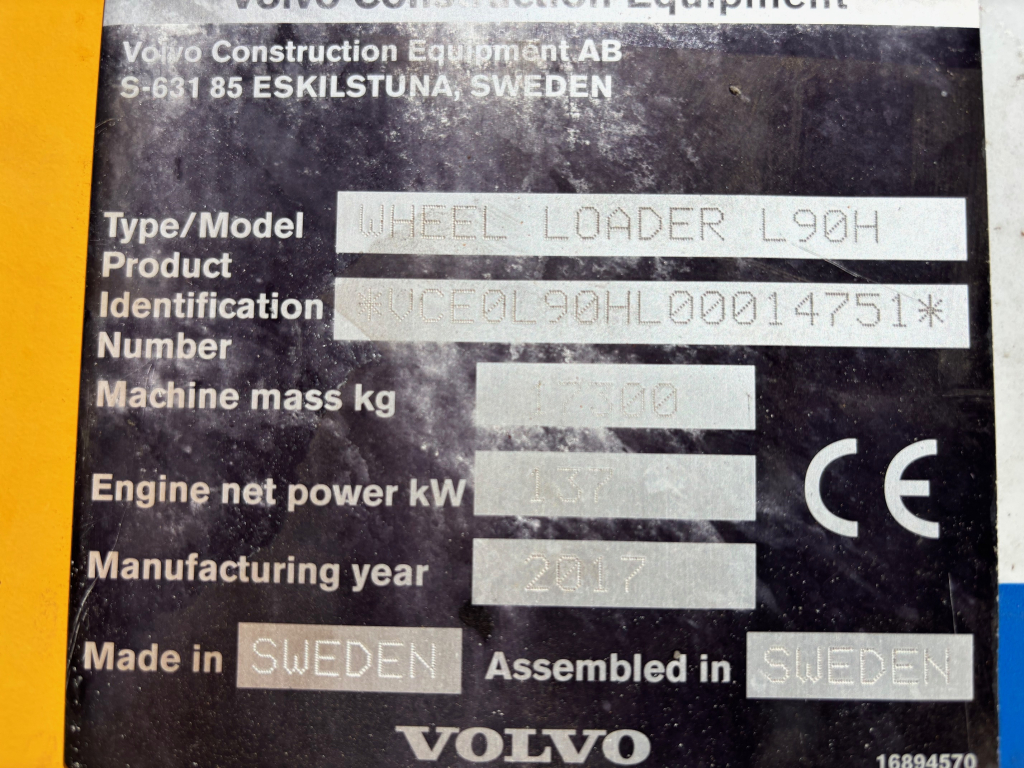 Volvo Construction Equipment
Volvo Construction Equipment AB
S-631 85 ESKILSTUNA, SWEDEN
Type/Model WHEEL LOADER L90H
Product
Identification *VCE0L90HL00014751*
Number
Machine mass kg 17300
Engine net power kW 137
Manufacturing year 2017
CE
Made in SWEDEN Assembled in SWEDEN
VOLVO
16894570